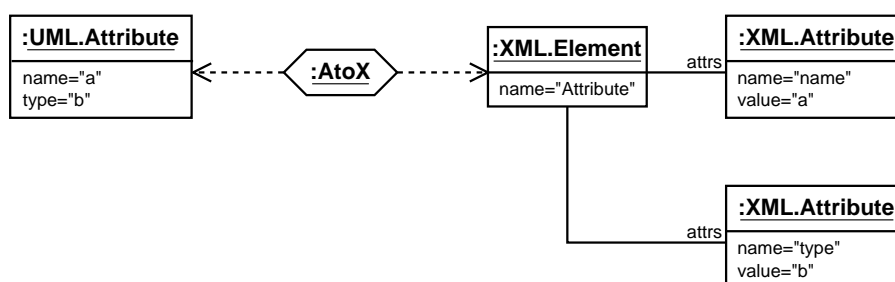 :UML.Attribute
name="a"
type="b"
:AtoX
:XML.Element
name="Attribute"
attrs
:XML.Attribute
name="name"
value="a"
attrs
:XML.Attribute
name="type"
value="b"